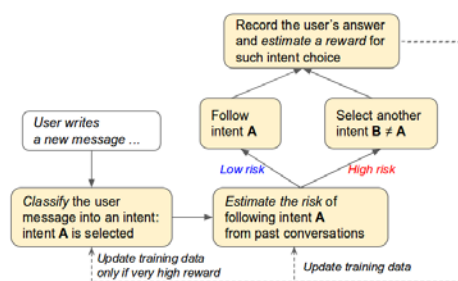 Record the user's answer
and estimate a reward for
such intent choice
User writes
a new message ...
Follow
intent A
Select another
intent B ≠ A
Low risk
High risk
Classify the user
message into an intent:
intent A is selected
Estimate the risk of
following intent A
from past conversations
Update training data
only if very high reward
Update training data